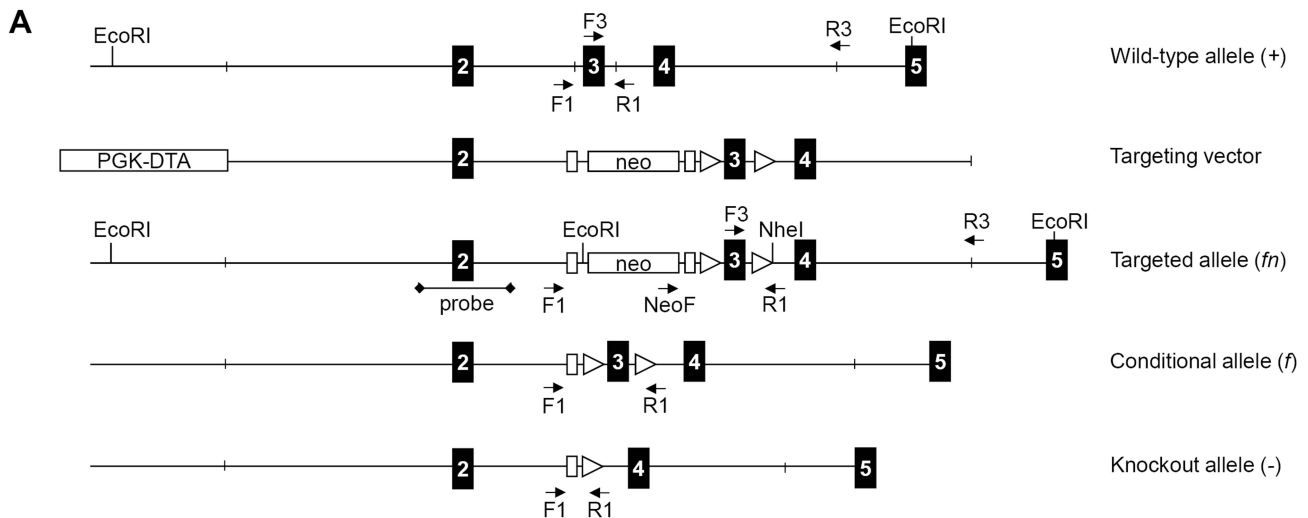 A
EcoRI F3 R3 EcoRI
2 3 4 5 Wild-type allele (+)
F1 R1
PGK-DTA 2 neo 3 4 Targeting vector
EcoRI EcoRI F3 NheI R3 EcoRI
2 neo 3 4 5 Targeted allele (fn)
probe F1 NeoF R1
2 3 4 5 Conditional allele (f)
F1 R1
2 4 5 Knockout allele (-)
F1 R1